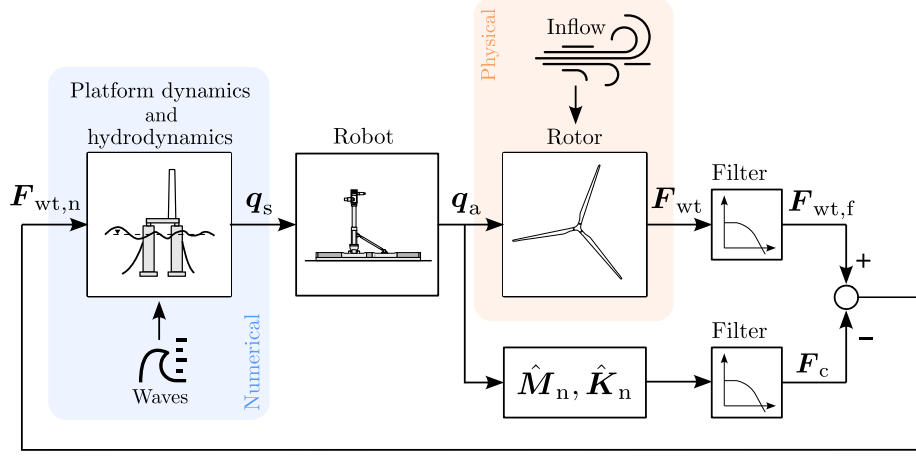 Inflow
Physical
Platform dynamics
and
hydrodynamics
Robot
Rotor
Filter
F_wt,n
q_s
q_a
F_wt
F_wt,f
+
−
Numerical
Waves
M̂_n, K̂_n
Filter
F_c